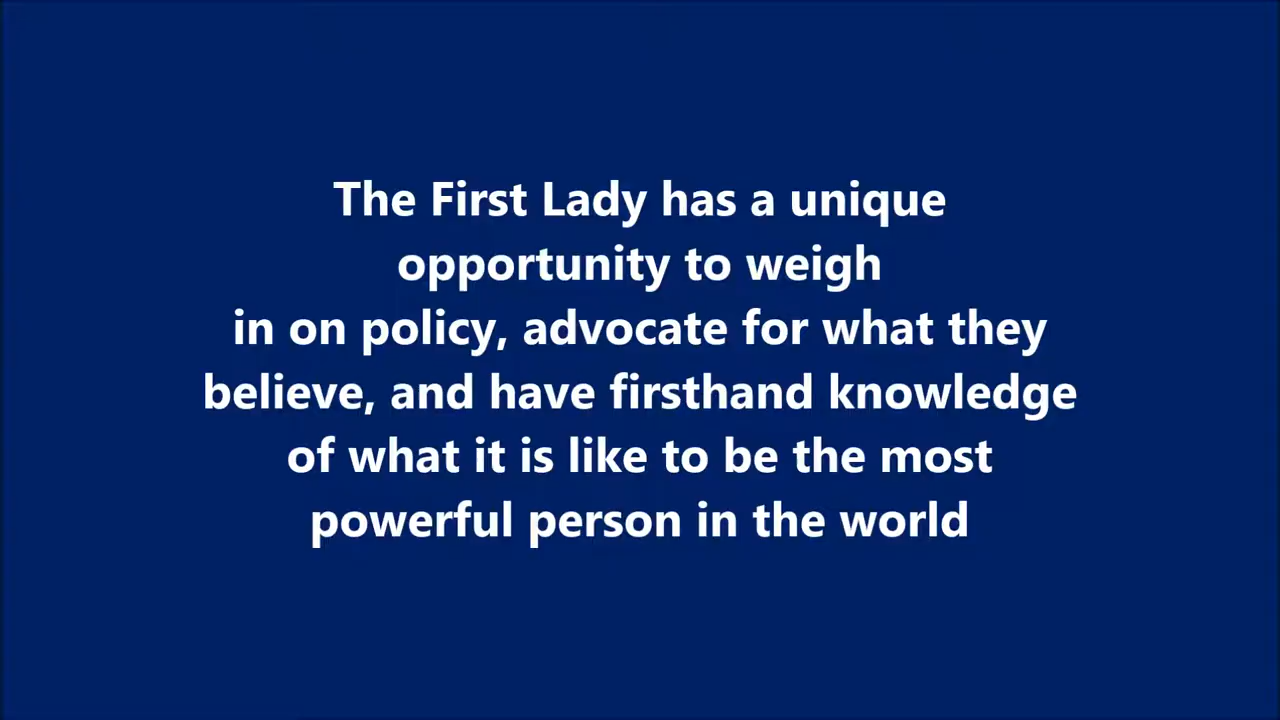 The First Lady has a unique
opportunity to weigh
in on policy, advocate for what they
believe, and have firsthand knowledge
of what it is like to be the most
powerful person in the world